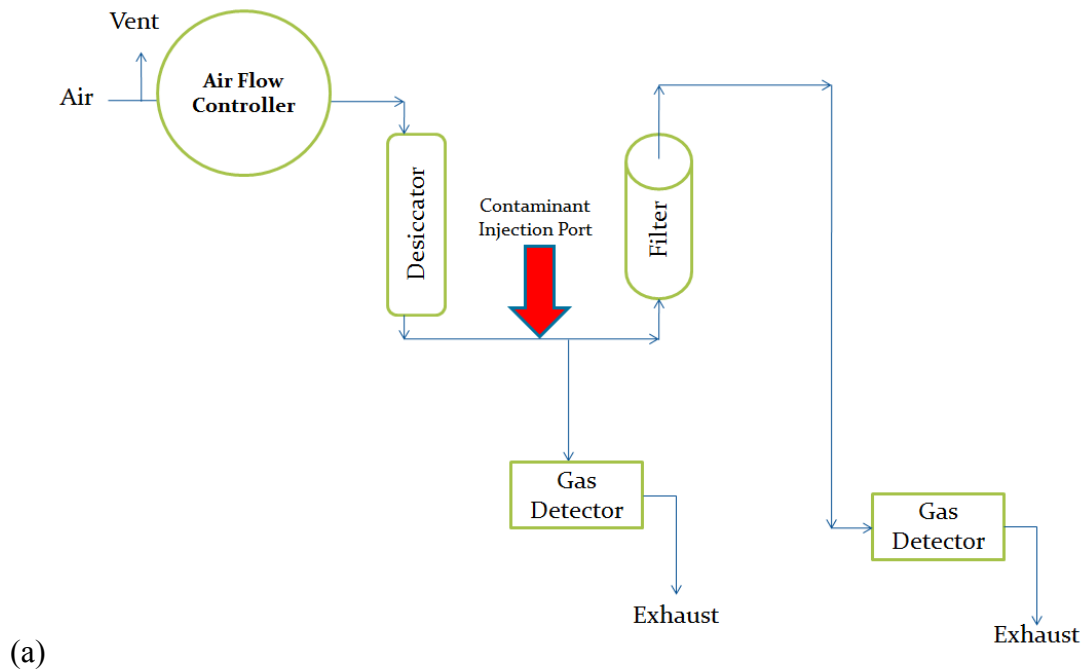 Vent
Air
Air Flow
Controller
Desiccator
Contaminant
Injection Port
Filter
Gas
Detector
Exhaust
Gas
Detector
Exhaust
(a)